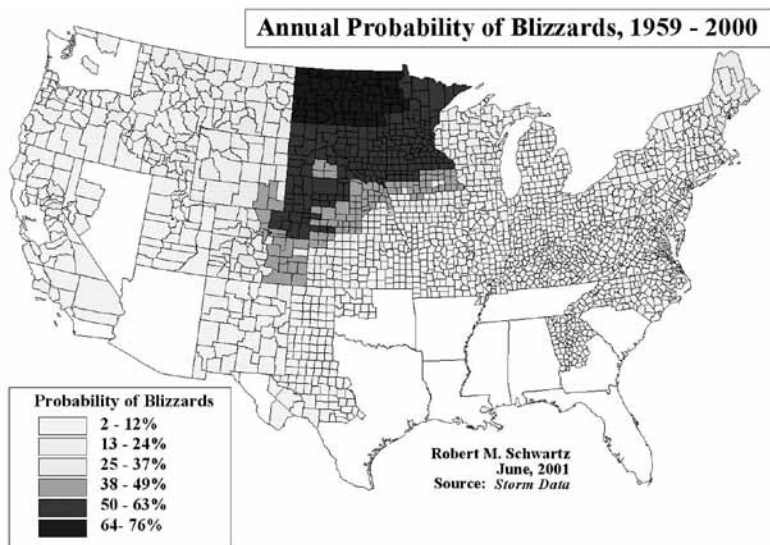 Annual Probability of Blizzards, 1959 - 2000
Probability of Blizzards
2 - 12%
13 - 24%
25 - 37%
38 - 49%
50 - 63%
64- 76%
Robert M. Schwartz
June, 2001
Source: Storm Data